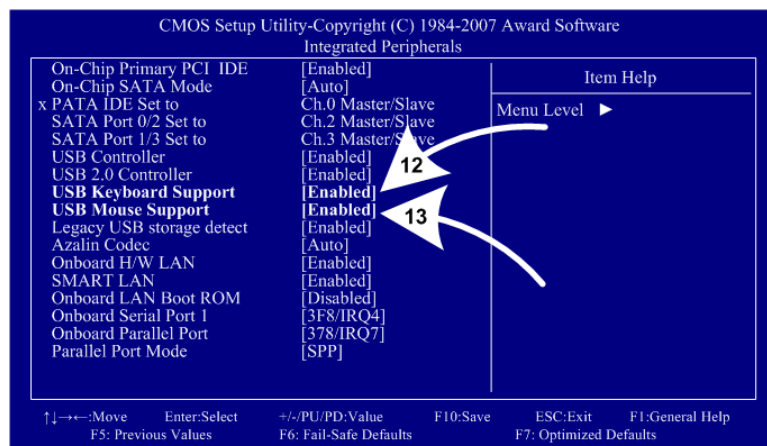 CMOS Setup Utility-Copyright (C) 1984-2007 Award Software
Integrated Peripherals
On-Chip Primary PCI IDE [Enabled]
On-Chip SATA Mode [Auto]
x PATA IDE Set to Ch.0 Master/Slave
SATA Port 0/2 Set to Ch.2 Master/Slave
SATA Port 1/3 Set to Ch.3 Master/
USB Controller [Enabled]
USB 2.0 Controller [Enabled]
USB Keyboard Support [Enabled]
USB Mouse Support [Enabled]
Legacy USB storage detect [Enabled]
Azalin Codec [Auto]
Onboard H/W LAN [Enabled]
SMART LAN [Enabled]
Onboard LAN Boot ROM [Disabled]
Onboard Serial Port 1 [3F8/IRQ4]
Onboard Parallel Port [378/IRQ7]
Parallel Port Mode [SPP]
Item Help
Menu Level ►
12
13
↑↓→←:Move Enter:Select +/-/PU/PD:Value F10:Save ESC:Exit F1:General Help
F5: Previous Values F6: Fail-Safe Defaults F7: Optimized Defaults